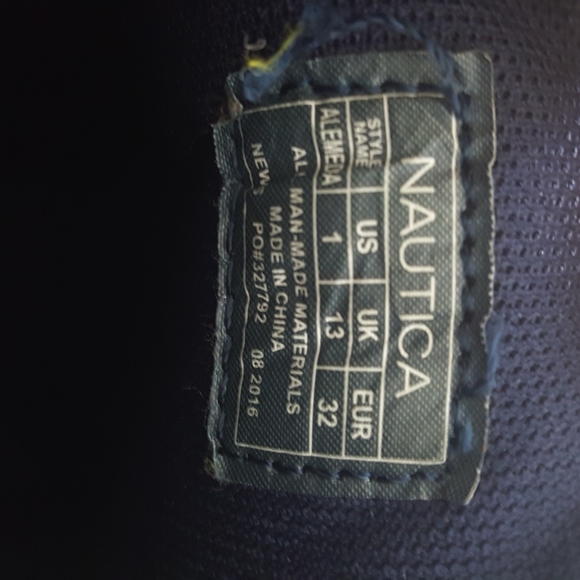 NAUTICA
STYLE NAME US UK EUR
ALEMEDA 1 13 32
ALL MAN-MADE MATERIALS
MADE IN CHINA
PO#327792 08 2016